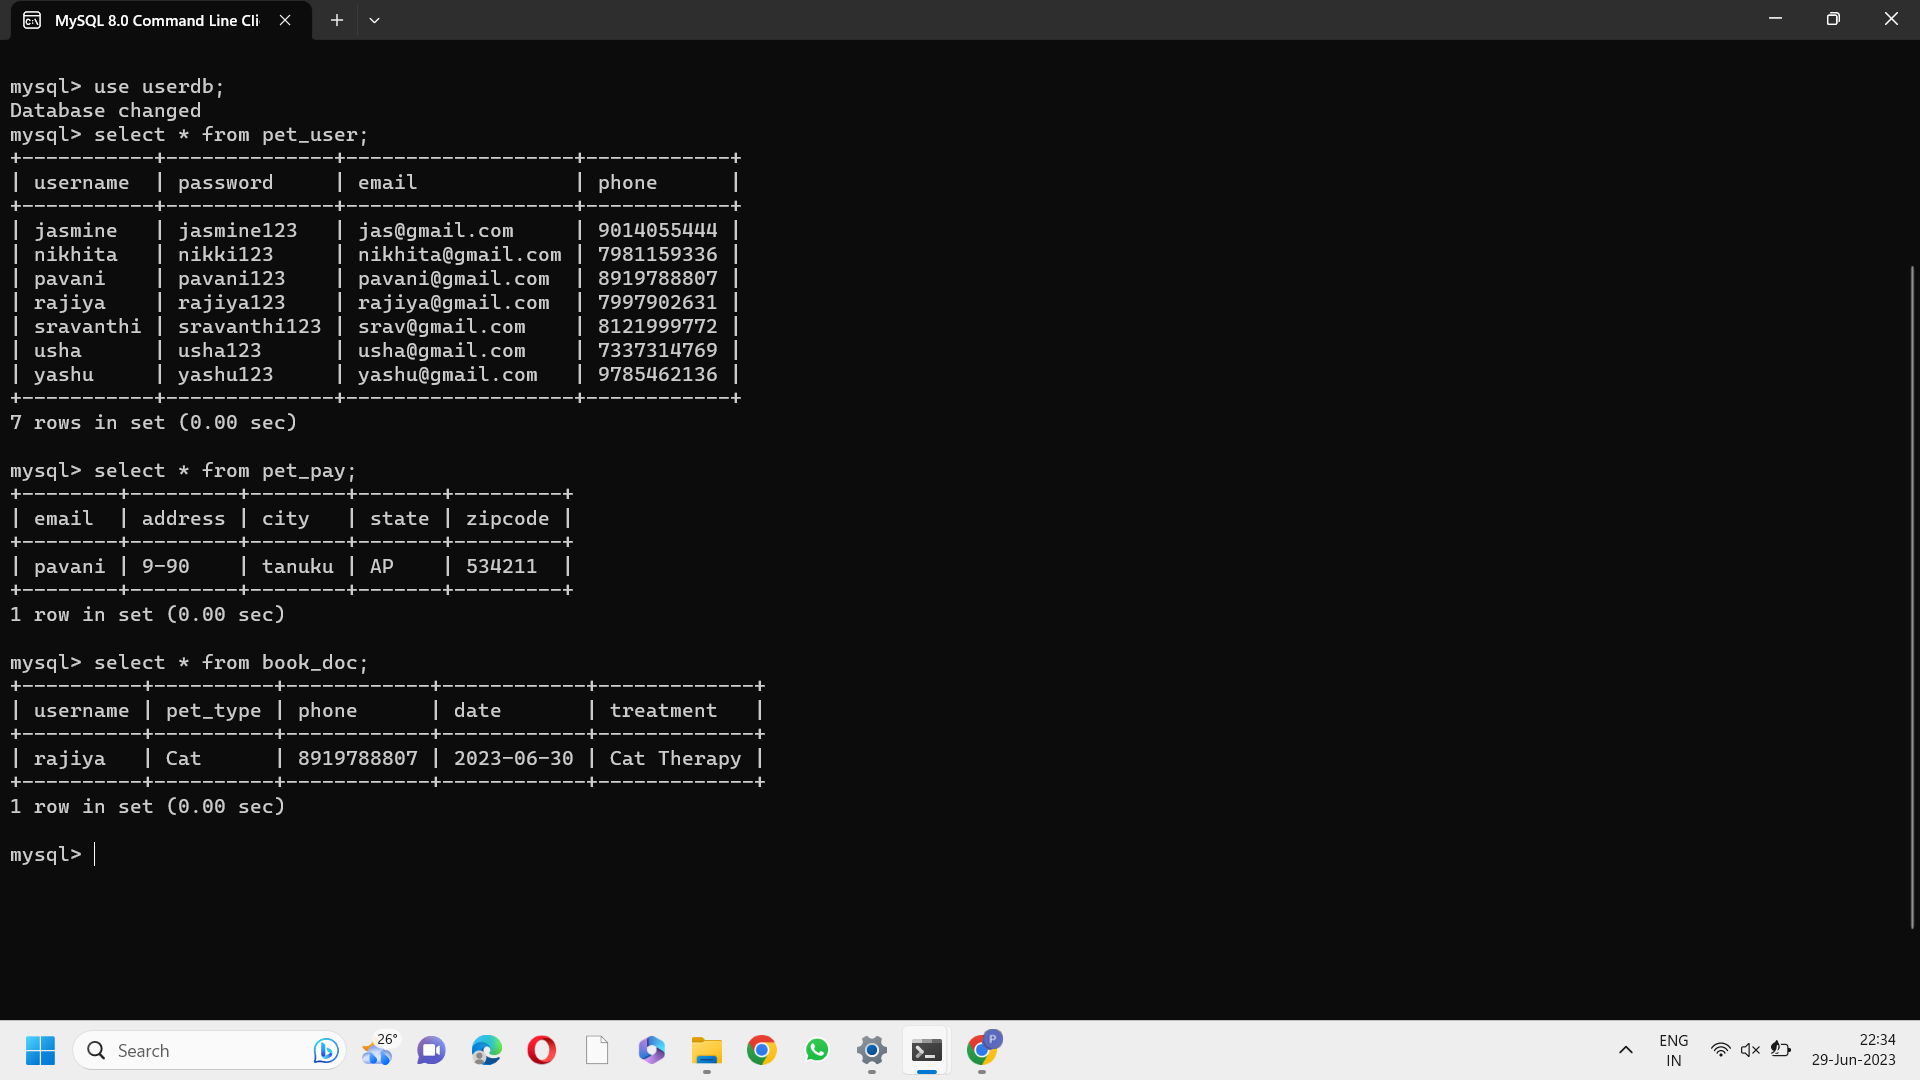 MySQL 8.0 Command Line Cli
mysql> use userdb;
Database changed
mysql> select * from pet_user;
+-----------+--------------+-------------------+------------+
| username  | password     | email             | phone      |
+-----------+--------------+-------------------+------------+
| jasmine   | jasmine123   | jas@gmail.com     | 9014055444 |
| nikhita   | nikki123     | nikhita@gmail.com | 7981159336 |
| pavani    | pavani123    | pavani@gmail.com  | 8919788807 |
| rajiya    | rajiya123    | rajiya@gmail.com  | 7997902631 |
| sravanthi | sravanthi123 | srav@gmail.com    | 8121999772 |
| usha      | usha123      | usha@gmail.com    | 7337314769 |
| yashu     | yashu123     | yashu@gmail.com   | 9785462136 |
+-----------+--------------+-------------------+------------+
7 rows in set (0.00 sec)
mysql> select * from pet_pay;
+--------+---------+--------+-------+---------+
| email  | address | city   | state | zipcode |
+--------+---------+--------+-------+---------+
| pavani | 9-90    | tanuku | AP    | 534211  |
+--------+---------+--------+-------+---------+
1 row in set (0.00 sec)
mysql> select * from book_doc;
+----------+----------+------------+------------+-------------+
| username | pet_type | phone      | date       | treatment   |
+----------+----------+------------+------------+-------------+
| rajiya   | Cat      | 8919788807 | 2023-06-30 | Cat Therapy |
+----------+----------+------------+------------+-------------+
1 row in set (0.00 sec)
mysql>
Search
26°
P
ENG
IN
22:34
29-Jun-2023